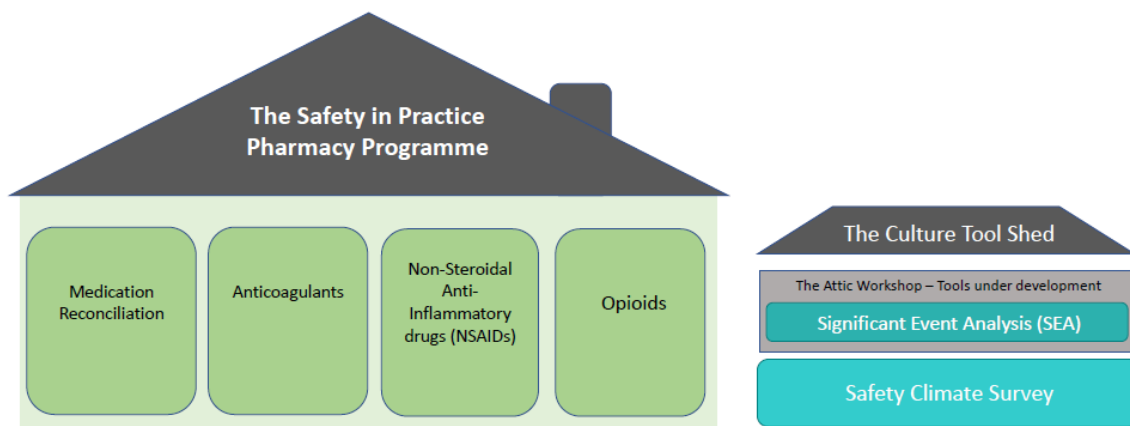 The Safety in Practice
Pharmacy Programme
Medication
Reconciliation
Anticoagulants
Non-Steroidal
Anti-
Inflammatory
drugs (NSAIDs)
Opioids
The Culture Tool Shed
The Attic Workshop – Tools under development
Significant Event Analysis (SEA)
Safety Climate Survey